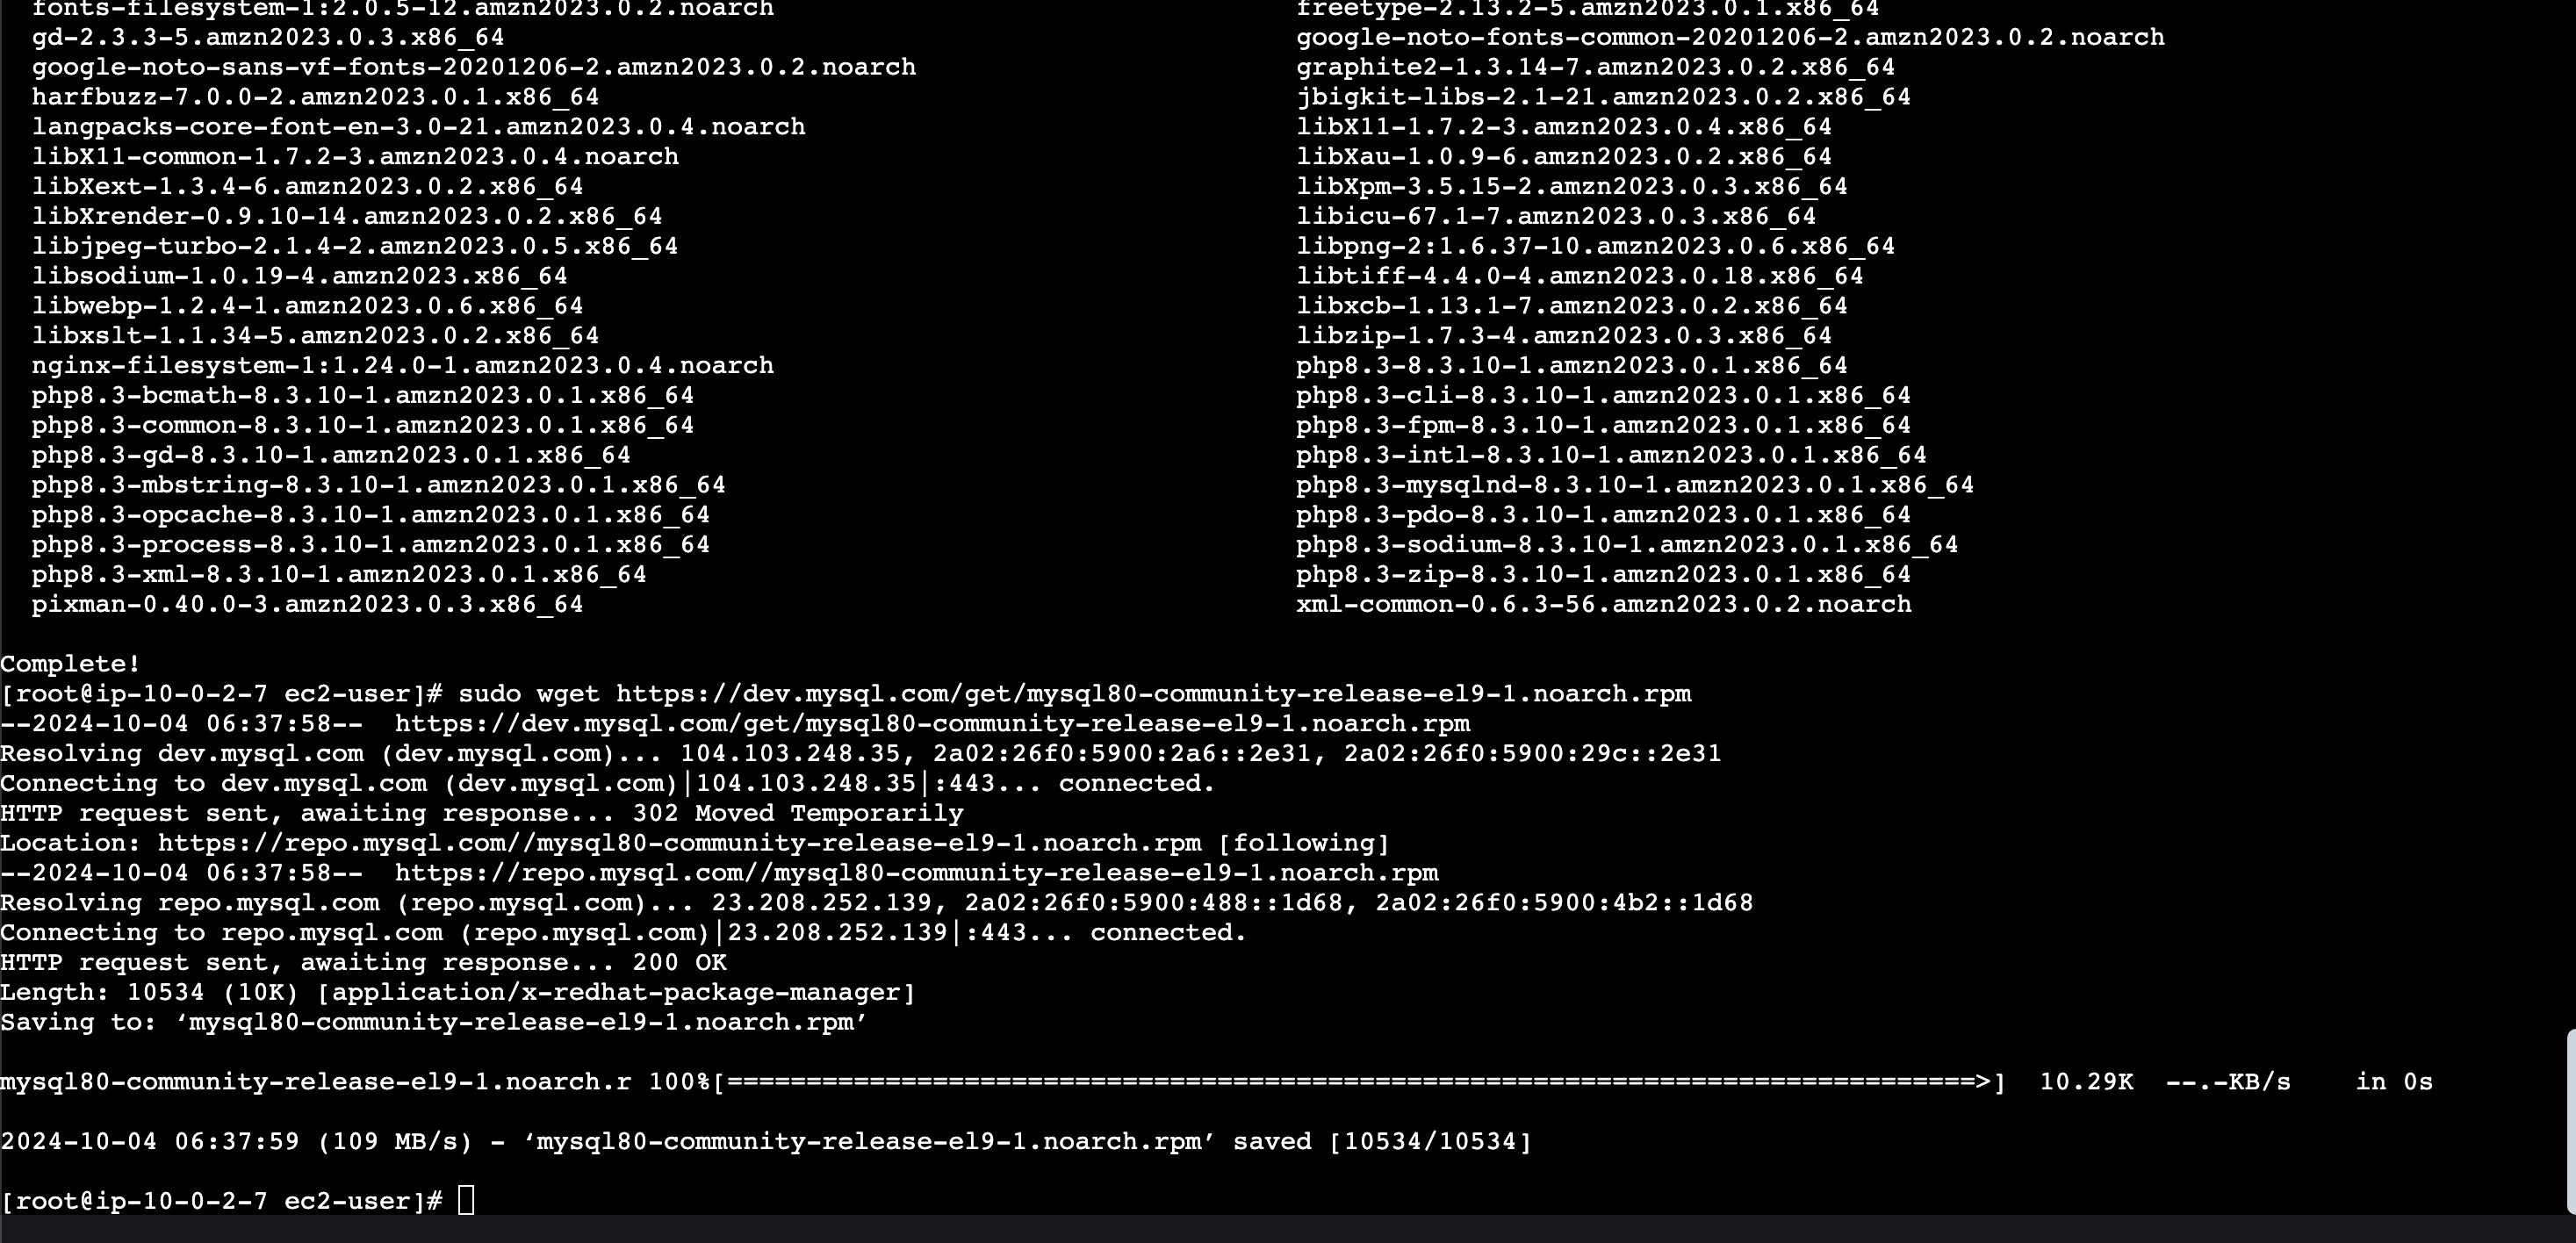 fonts-filesystem-1:2.0.5-12.amzn2023.0.2.noarch freetype-2.13.2-5.amzn2023.0.1.x86_64
gd-2.3.3-5.amzn2023.0.3.x86_64 google-noto-fonts-common-20201206-2.amzn2023.0.2.noarch
google-noto-sans-vf-fonts-20201206-2.amzn2023.0.2.noarch graphite2-1.3.14-7.amzn2023.0.2.x86_64
harfbuzz-7.0.0-2.amzn2023.0.1.x86_64 jbigkit-libs-2.1-21.amzn2023.0.2.x86_64
langpacks-core-font-en-3.0-21.amzn2023.0.4.noarch libX11-1.7.2-3.amzn2023.0.4.x86_64
libX11-common-1.7.2-3.amzn2023.0.4.noarch libXau-1.0.9-6.amzn2023.0.2.x86_64
libXext-1.3.4-6.amzn2023.0.2.x86_64 libXpm-3.5.15-2.amzn2023.0.3.x86_64
libXrender-0.9.10-14.amzn2023.0.2.x86_64 libicu-67.1-7.amzn2023.0.3.x86_64
libjpeg-turbo-2.1.4-2.amzn2023.0.5.x86_64 libpng-2:1.6.37-10.amzn2023.0.6.x86_64
libsodium-1.0.19-4.amzn2023.x86_64 libtiff-4.4.0-4.amzn2023.0.18.x86_64
libwebp-1.2.4-1.amzn2023.0.6.x86_64 libxcb-1.13.1-7.amzn2023.0.2.x86_64
libxslt-1.1.34-5.amzn2023.0.2.x86_64 libzip-1.7.3-4.amzn2023.0.3.x86_64
nginx-filesystem-1:1.24.0-1.amzn2023.0.4.noarch php8.3-8.3.10-1.amzn2023.0.1.x86_64
php8.3-bcmath-8.3.10-1.amzn2023.0.1.x86_64 php8.3-cli-8.3.10-1.amzn2023.0.1.x86_64
php8.3-common-8.3.10-1.amzn2023.0.1.x86_64 php8.3-fpm-8.3.10-1.amzn2023.0.1.x86_64
php8.3-gd-8.3.10-1.amzn2023.0.1.x86_64 php8.3-intl-8.3.10-1.amzn2023.0.1.x86_64
php8.3-mbstring-8.3.10-1.amzn2023.0.1.x86_64 php8.3-mysqlnd-8.3.10-1.amzn2023.0.1.x86_64
php8.3-opcache-8.3.10-1.amzn2023.0.1.x86_64 php8.3-pdo-8.3.10-1.amzn2023.0.1.x86_64
php8.3-process-8.3.10-1.amzn2023.0.1.x86_64 php8.3-sodium-8.3.10-1.amzn2023.0.1.x86_64
php8.3-xml-8.3.10-1.amzn2023.0.1.x86_64 php8.3-zip-8.3.10-1.amzn2023.0.1.x86_64
pixman-0.40.0-3.amzn2023.0.3.x86_64 xml-common-0.6.3-56.amzn2023.0.2.noarch
Complete!
[root@ip-10-0-2-7 ec2-user]# sudo wget https://dev.mysql.com/get/mysql80-community-release-el9-1.noarch.rpm
--2024-10-04 06:37:58-- https://dev.mysql.com/get/mysql80-community-release-el9-1.noarch.rpm
Resolving dev.mysql.com (dev.mysql.com)... 104.103.248.35, 2a02:26f0:5900:2a6::2e31, 2a02:26f0:5900:29c::2e31
Connecting to dev.mysql.com (dev.mysql.com)|104.103.248.35|:443... connected.
HTTP request sent, awaiting response... 302 Moved Temporarily
Location: https://repo.mysql.com//mysql80-community-release-el9-1.noarch.rpm [following]
--2024-10-04 06:37:58-- https://repo.mysql.com//mysql80-community-release-el9-1.noarch.rpm
Resolving repo.mysql.com (repo.mysql.com)... 23.208.252.139, 2a02:26f0:5900:488::1d68, 2a02:26f0:5900:4b2::1d68
Connecting to repo.mysql.com (repo.mysql.com)|23.208.252.139|:443... connected.
HTTP request sent, awaiting response... 200 OK
Length: 10534 (10K) [application/x-redhat-package-manager]
Saving to: ‘mysql80-community-release-el9-1.noarch.rpm’
mysql80-community-release-el9-1.noarch.r 100%[===============================================================================>] 10.29K --.-KB/s in 0s
2024-10-04 06:37:59 (109 MB/s) - ‘mysql80-community-release-el9-1.noarch.rpm’ saved [10534/10534]
[root@ip-10-0-2-7 ec2-user]#